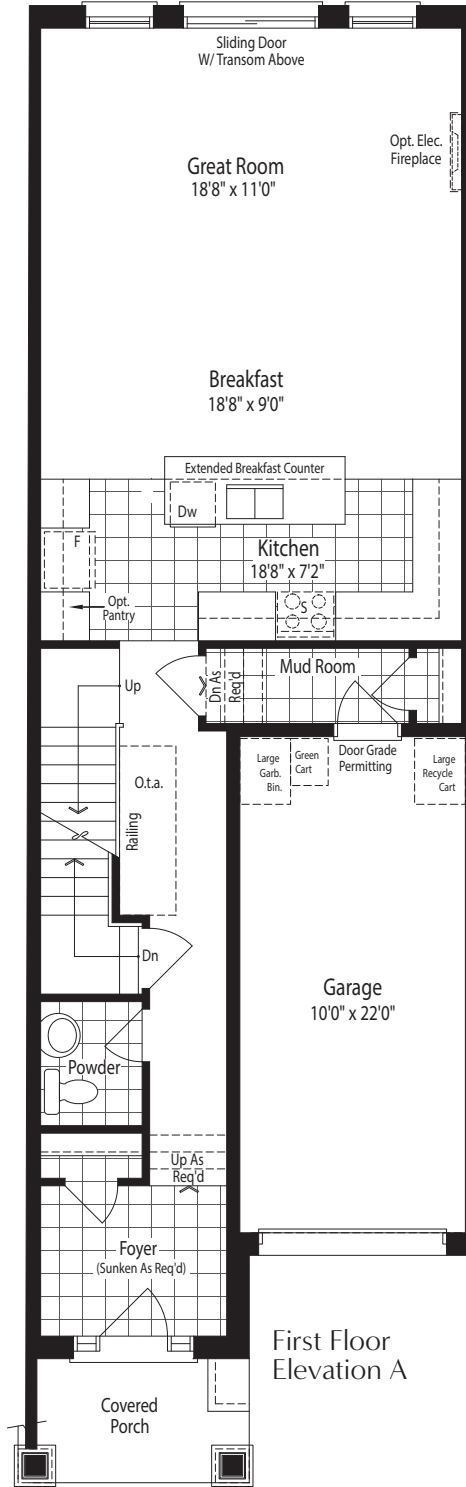 Sliding Door
W/ Transom Above
Opt. Elec.
Fireplace
Great Room
18'8" x 11'0"
Breakfast
18'8" x 9'0"
Extended Breakfast Counter
Dw
F
Kitchen
18'8" x 7'2"
Opt.
Pantry
S
Up
Dn As
Req'd
Mud Room
O.t.a.
Railing
Large
Garb.
Bin.
Green
Cart
Door Grade
Permitting
Large
Recycle
Cart
Dn
Garage
10'0" x 22'0"
Powder
Up As
Req'd
Foyer
(Sunken As Req'd)
First Floor
Elevation A
Covered
Porch